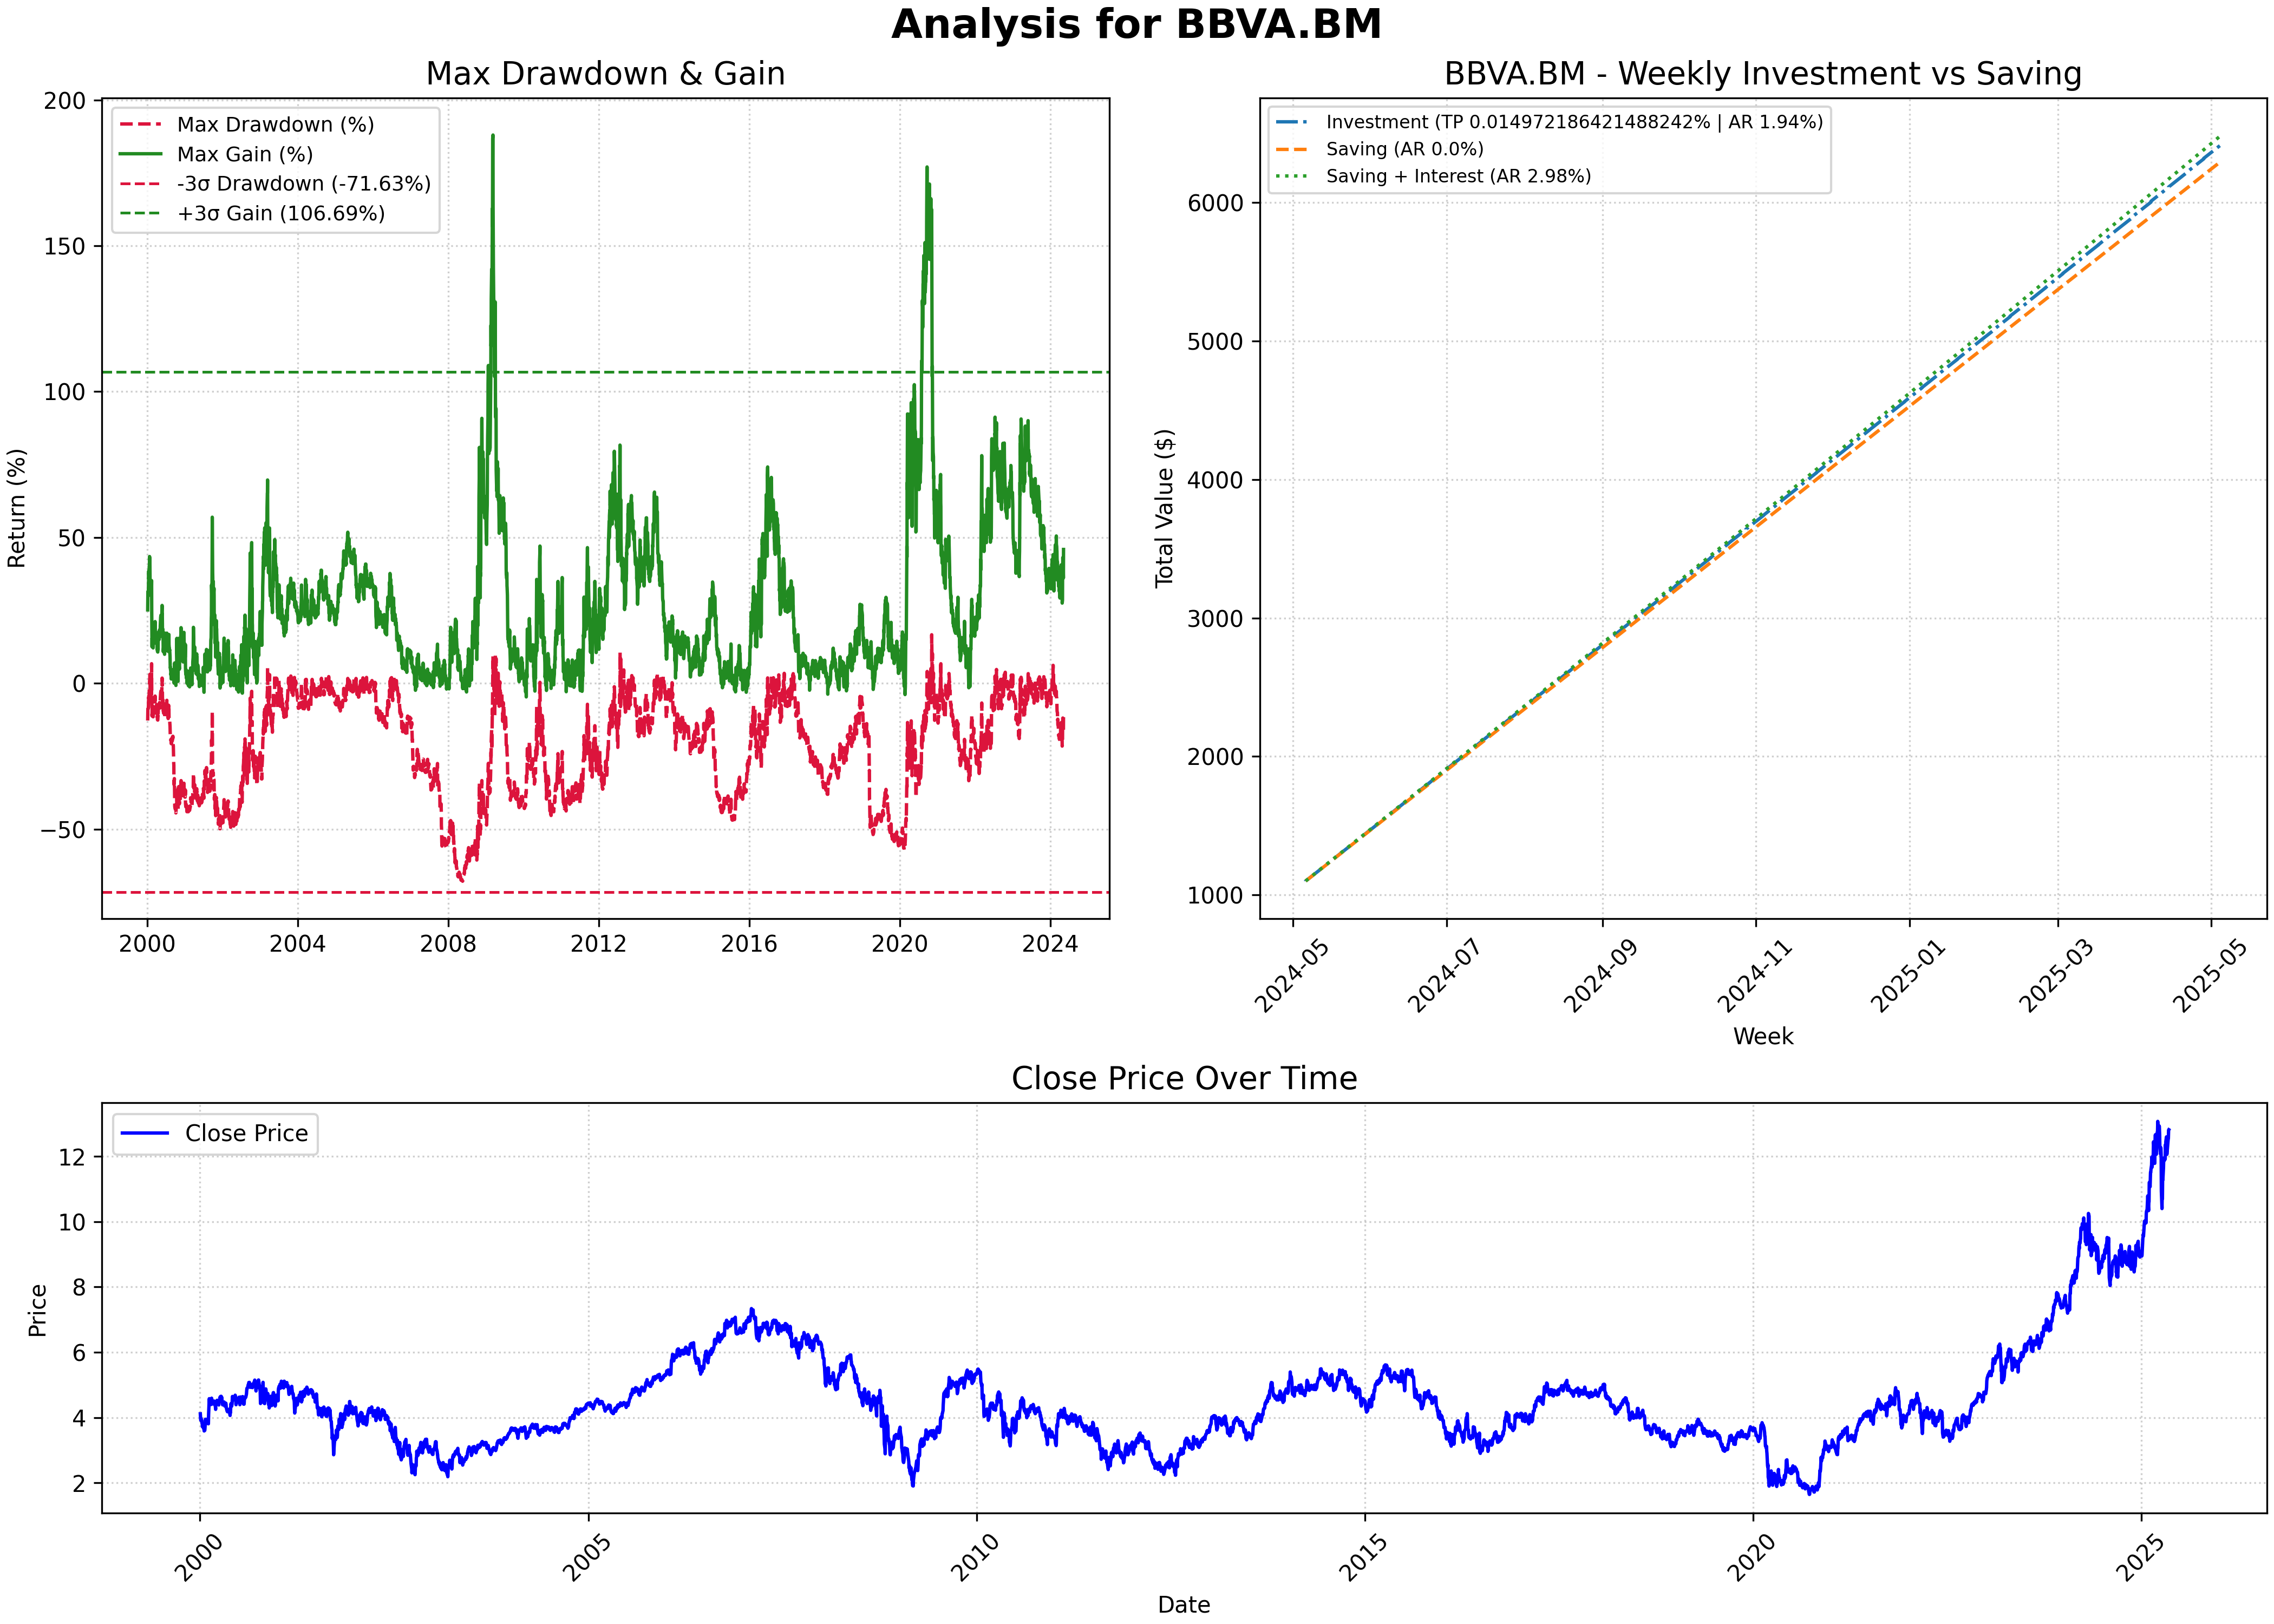 Analysis for BBVA.BM
Max Drawdown & Gain
Return (%)
200
150
100
50
0
−50
Max Drawdown (%)
Max Gain (%)
-3σ Drawdown (-71.63%)
+3σ Gain (106.69%)
2000
2004
2008
2012
2016
2020
2024
BBVA.BM - Weekly Investment vs Saving
Total Value ($)
6000
5000
4000
3000
2000
1000
Investment (TP 0.014972186421488242% | AR 1.94%)
Saving (AR 0.0%)
Saving + Interest (AR 2.98%)
2024-05
2024-07
2024-09
2024-11
2025-01
2025-03
2025-05
Week
Close Price Over Time
Price
12
10
8
6
4
2
Close Price
2000
2005
2010
2015
2020
2025
Date